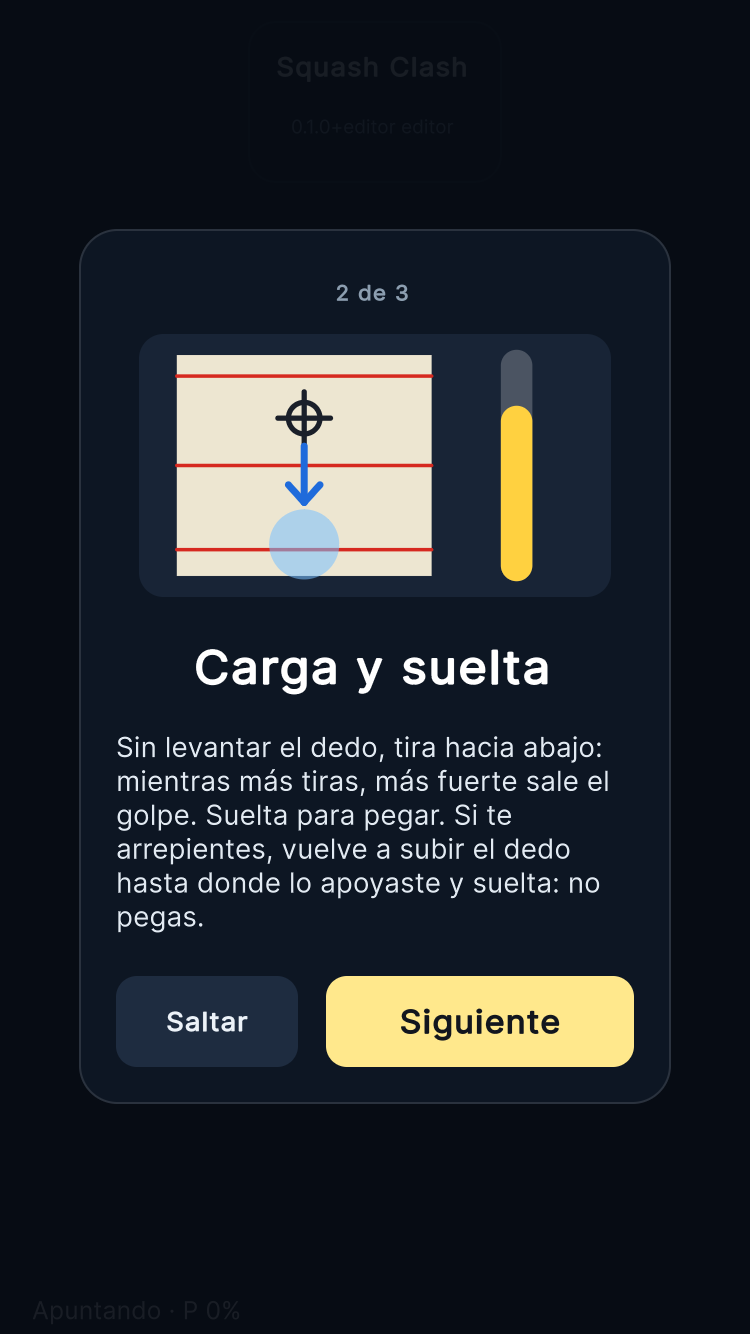 Squash Clash
0.1.0+editor editor
2 de 3
Carga y suelta
Sin levantar el dedo, tira hacia abajo:
mientras más tiras, más fuerte sale el
golpe. Suelta para pegar. Si te
arrepientes, vuelve a subir el dedo
hasta donde lo apoyaste y suelta: no
pegas.
Saltar
Siguiente
Apuntando · P 0%